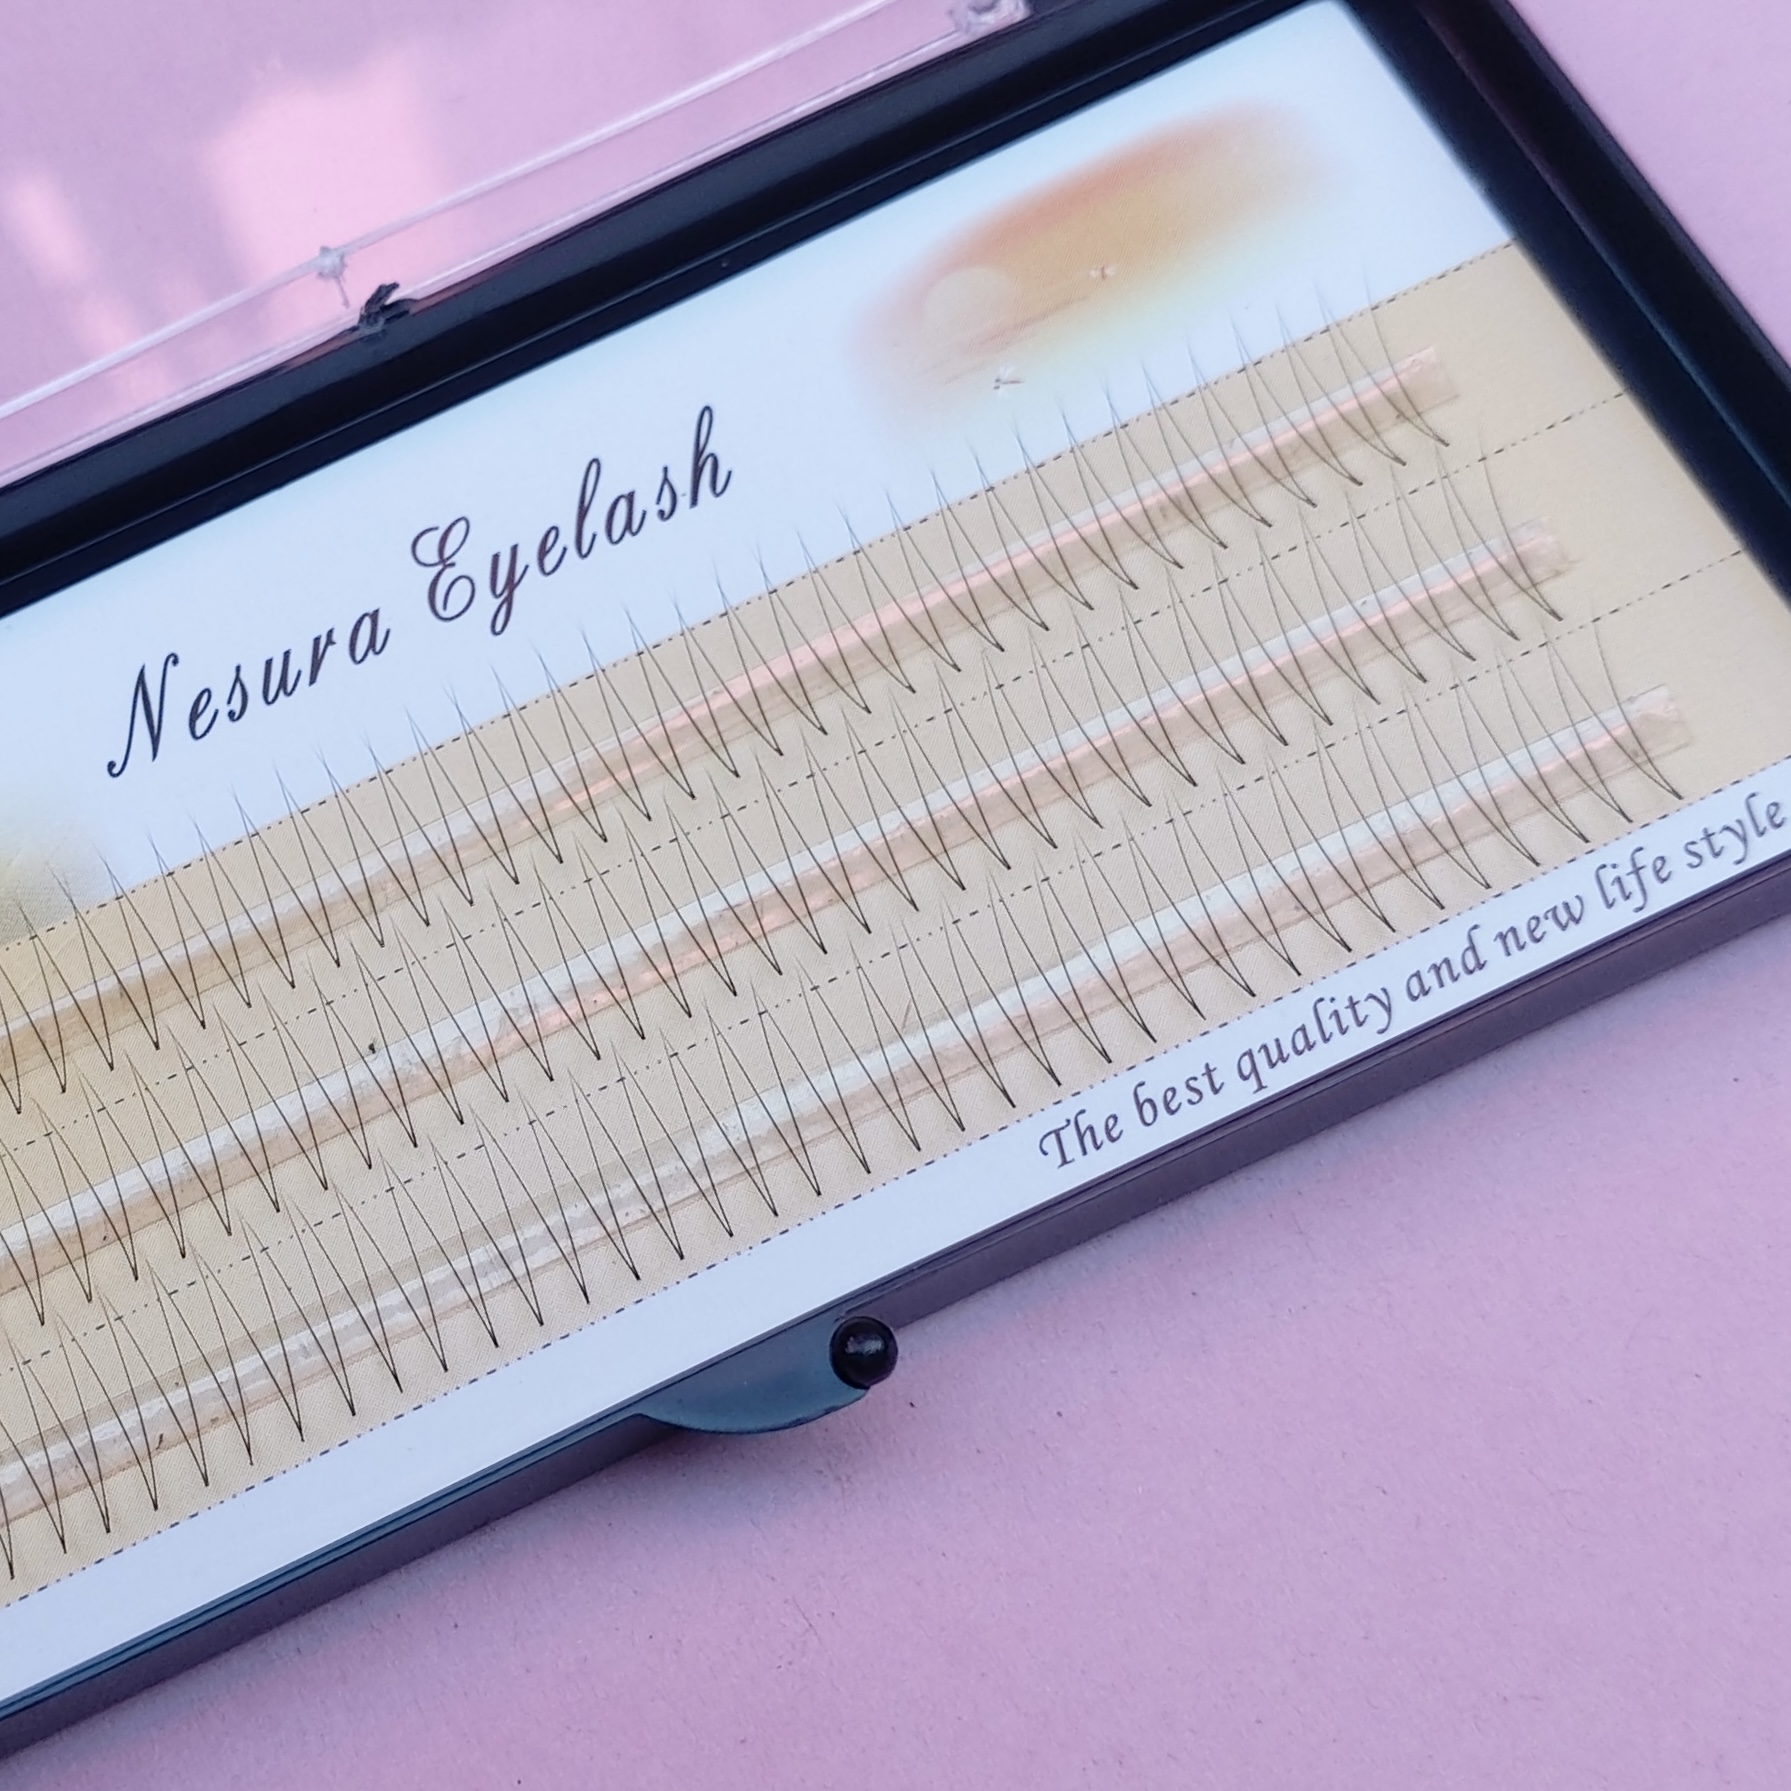 Nesura Eyelash
The best quality and new life style